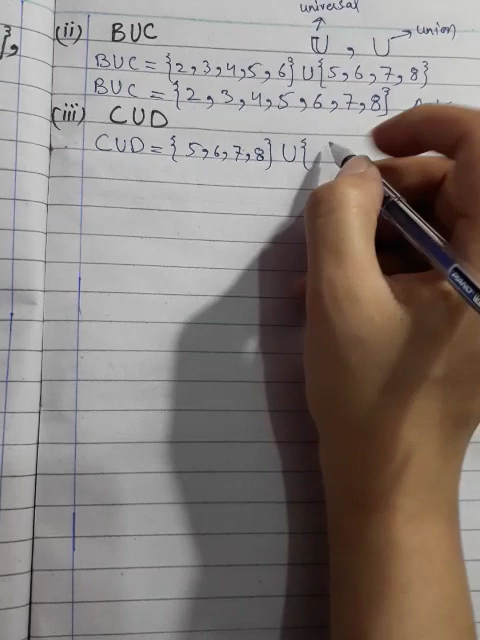 universal
U , U → union
(ii) BUC
BUC = {2,3,4,5,6} U {5,6,7,8}
BUC = {2,3,4,5,6,7,8}
(iii) CUD
CUD = {5,6,7,8} U {